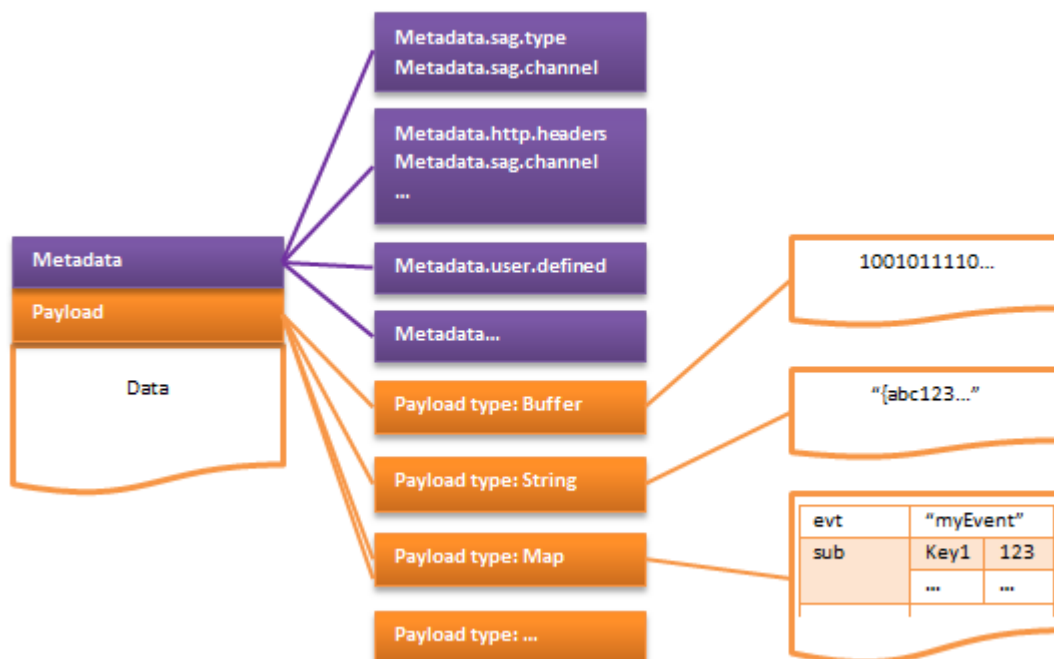 Metadata
Payload
Data
Metadata.sag.type
Metadata.sag.channel
Metadata.http.headers
Metadata.sag.channel
...
Metadata.user.defined
Metadata...
Payload type: Buffer
Payload type: String
Payload type: Map
Payload type: ...
1001011110...
“{abc123...”
evt “myEvent”
sub Key1 123
... ...